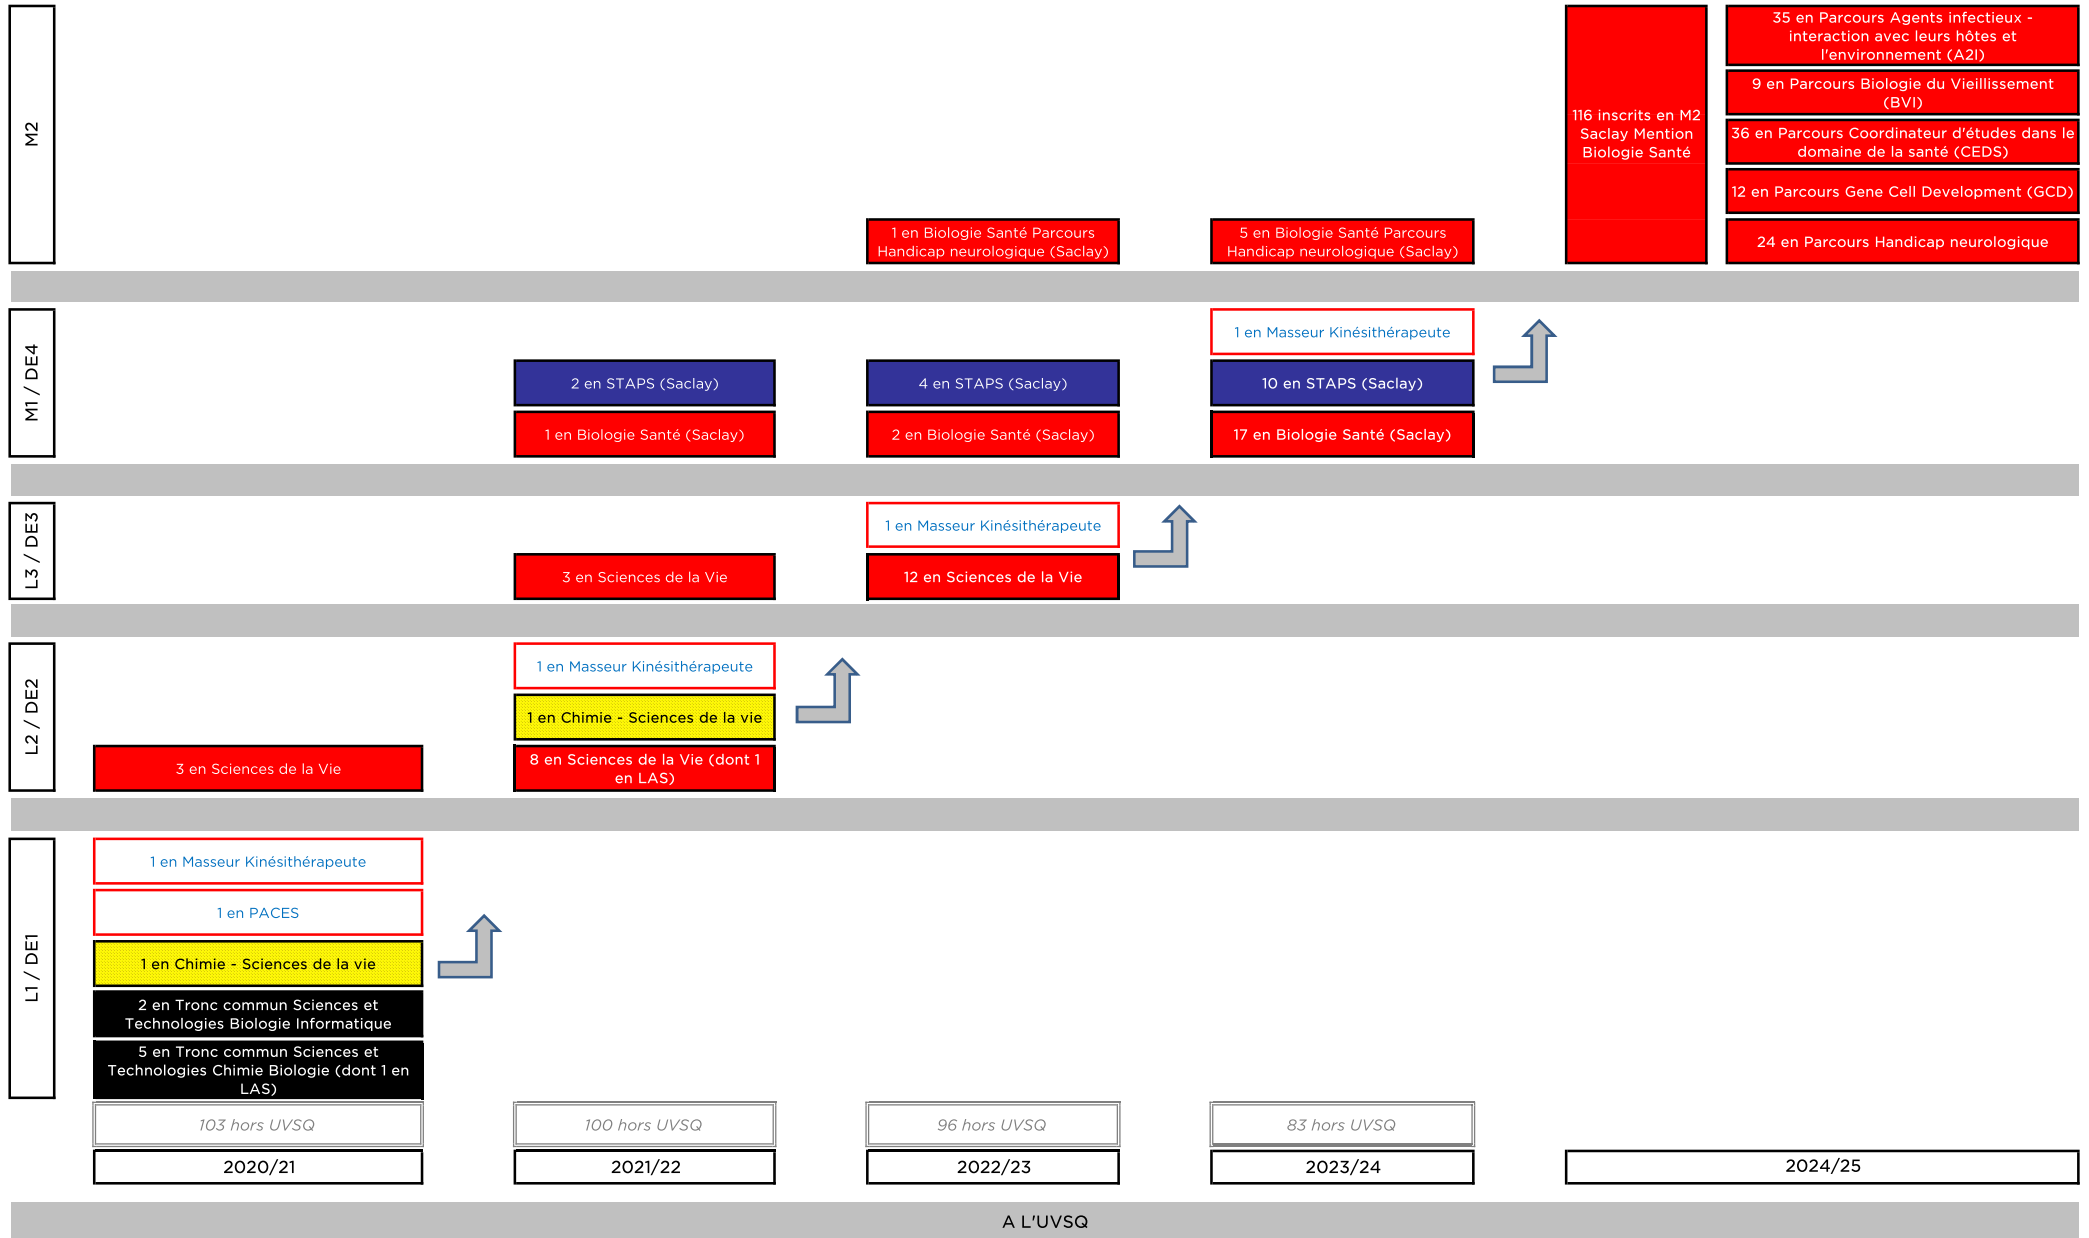 M2
35 en Parcours Agents infectieux -
interaction avec leurs hôtes et
l'environnement (A2I)
9 en Parcours Biologie du Vieillissement
(BVI)
116 inscrits en M2
Saclay Mention
Biologie Santé
36 en Parcours Coordinateur d'études dans le
domaine de la santé (CEDS)
12 en Parcours Gene Cell Development (GCD)
1 en Biologie Santé Parcours
Handicap neurologique (Saclay)
5 en Biologie Santé Parcours
Handicap neurologique (Saclay)
24 en Parcours Handicap neurologique
M1 / DE4
1 en Masseur Kinésithérapeute
2 en STAPS (Saclay)
4 en STAPS (Saclay)
10 en STAPS (Saclay)
1 en Biologie Santé (Saclay)
2 en Biologie Santé (Saclay)
17 en Biologie Santé (Saclay)
L3 / DE3
1 en Masseur Kinésithérapeute
3 en Sciences de la Vie
12 en Sciences de la Vie
L2 / DE2
1 en Masseur Kinésithérapeute
1 en Chimie - Sciences de la vie
3 en Sciences de la Vie
8 en Sciences de la Vie (dont 1
en LAS)
L1 / DE1
1 en Masseur Kinésithérapeute
1 en PACES
1 en Chimie - Sciences de la vie
2 en Tronc commun Sciences et
Technologies Biologie Informatique
5 en Tronc commun Sciences et
Technologies Chimie Biologie (dont 1 en
LAS)
103 hors UVSQ
100 hors UVSQ
96 hors UVSQ
83 hors UVSQ
2020/21
2021/22
2022/23
2023/24
2024/25
A L'UVSQ